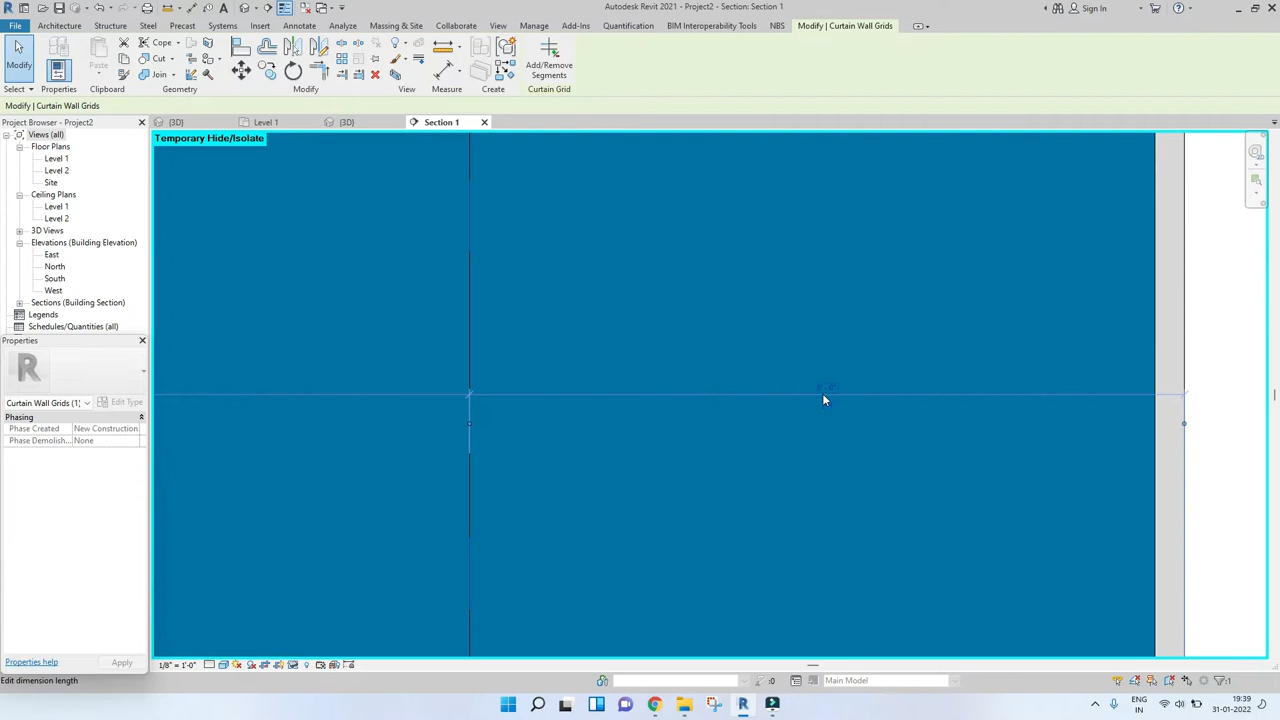 Autodesk Revit 2021 - Project2 - Section: Section 1
Sign In
File
Architecture
Structure
Steel
Precast
Systems
Insert
Annotate
Analyze
Massing & Site
Collaborate
View
Manage
Add-Ins
Quantification
BIM Interoperability Tools
NBS
Modify | Curtain Wall Grids
Modify
Paste
Cope
Cut
Join
Add/Remove
Segments
Select
Properties
Clipboard
Geometry
Modify
View
Measure
Create
Curtain Grid
Modify | Curtain Wall Grids
Project Browser - Project2
{3D}
Level 1
{3D}
Section 1
Temporary Hide/Isolate
Views (all)
Floor Plans
Level 1
Level 2
Site
Ceiling Plans
Level 1
Level 2
3D Views
Elevations (Building Elevation)
East
North
South
West
Sections (Building Section)
Legends
Schedules/Quantities (all)
Properties
R
Curtain Wall Grids (1)
Edit Type
Phasing
Phase Created
New Construction
Phase Demolish...
None
Properties help
Apply
1/8" = 1'-0"
Edit dimension length
:0
Main Model
:1
ENG
IN
19:39
31-01-2022